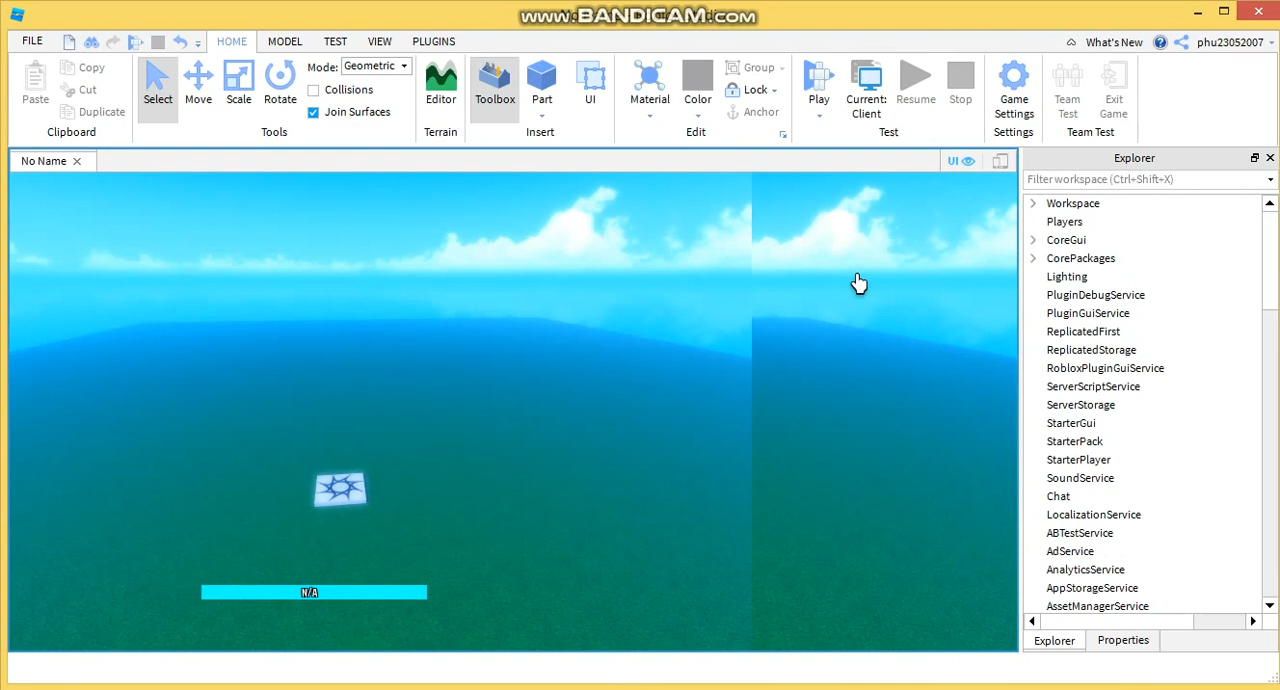 www.BANDICAM.com
FILE HOME MODEL TEST VIEW PLUGINS What's New phu23052007
Paste Copy Cut Duplicate Clipboard
Select Move Scale Rotate Mode: Geometric Collisions Join Surfaces Tools
Editor Terrain
Toolbox Part UI Insert
Material Color Group Lock Anchor Edit
Play Current: Client Resume Stop Test
Game Settings Settings
Team Test Exit Game Team Test
No Name UI Explorer
Filter workspace (Ctrl+Shift+X)
Workspace
Players
CoreGui
CorePackages
Lighting
PluginDebugService
PluginGuiService
ReplicatedFirst
ReplicatedStorage
RobloxPluginGuiService
ServerScriptService
ServerStorage
StarterGui
StarterPack
StarterPlayer
SoundService
Chat
LocalizationService
ABTestService
AdService
AnalyticsService
AppStorageService
AssetManagerService
N/A
Explorer Properties